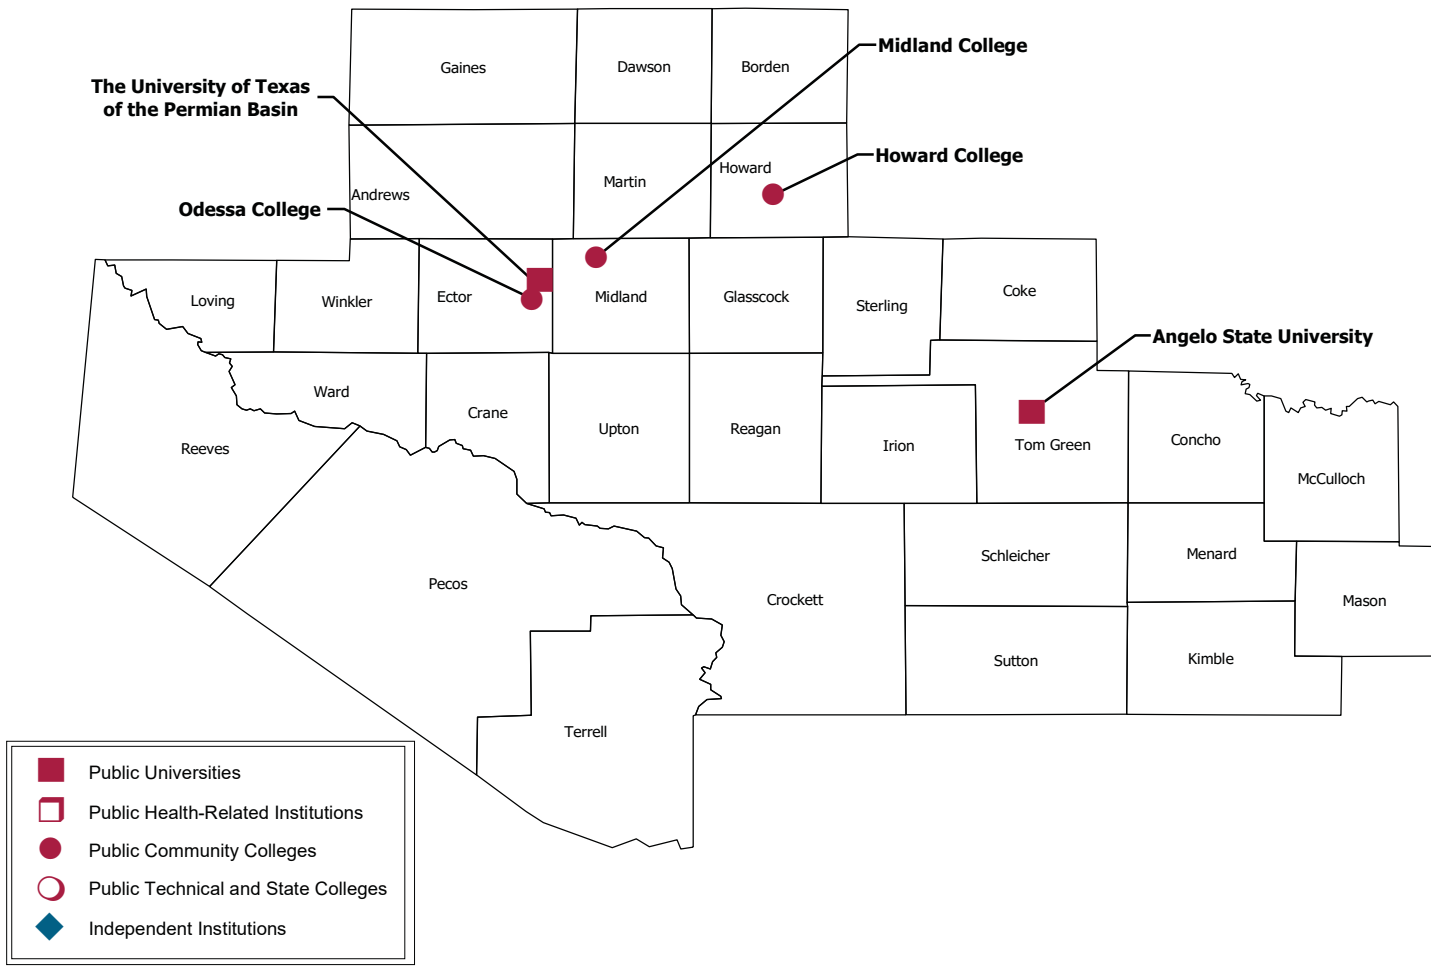 Gaines
Dawson
Borden
Midland College
The University of Texas
of the Permian Basin
Howard College
Andrews
Martin
Howard
Odessa College
Loving
Winkler
Ector
Midland
Glasscock
Sterling
Coke
Angelo State University
Ward
Crane
Upton
Reagan
Irion
Tom Green
Concho
McCulloch
Reeves
Pecos
Crockett
Schleicher
Menard
Mason
Sutton
Kimble
Terrell
Public Universities
Public Health-Related Institutions
Public Community Colleges
Public Technical and State Colleges
Independent Institutions